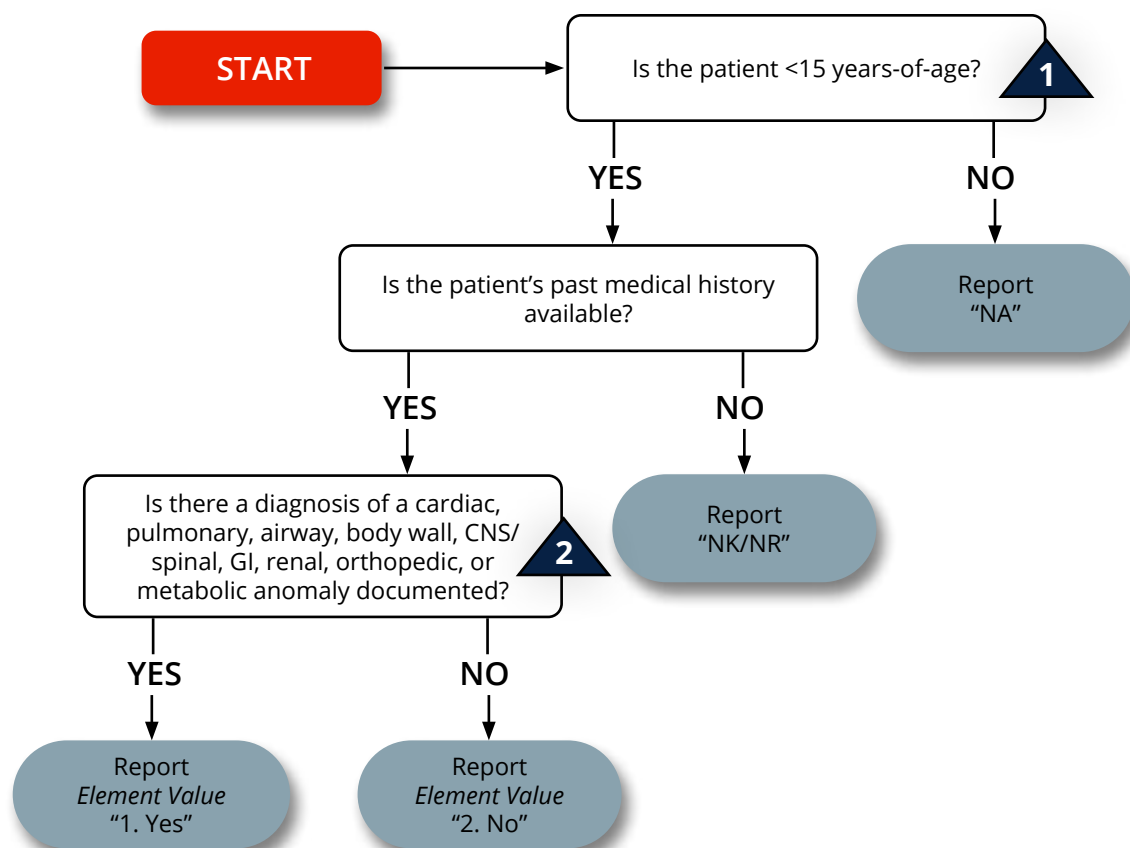 START
Is the patient <15 years-of-age?
1
YES
NO
Is the patient’s past medical history
available?
Report
“NA”
YES
NO
Is there a diagnosis of a cardiac,
pulmonary, airway, body wall, CNS/
spinal, GI, renal, orthopedic, or
metabolic anomaly documented?
2
Report
“NK/NR”
YES
NO
Report
Element Value
“1. Yes”
Report
Element Value
“2. No”